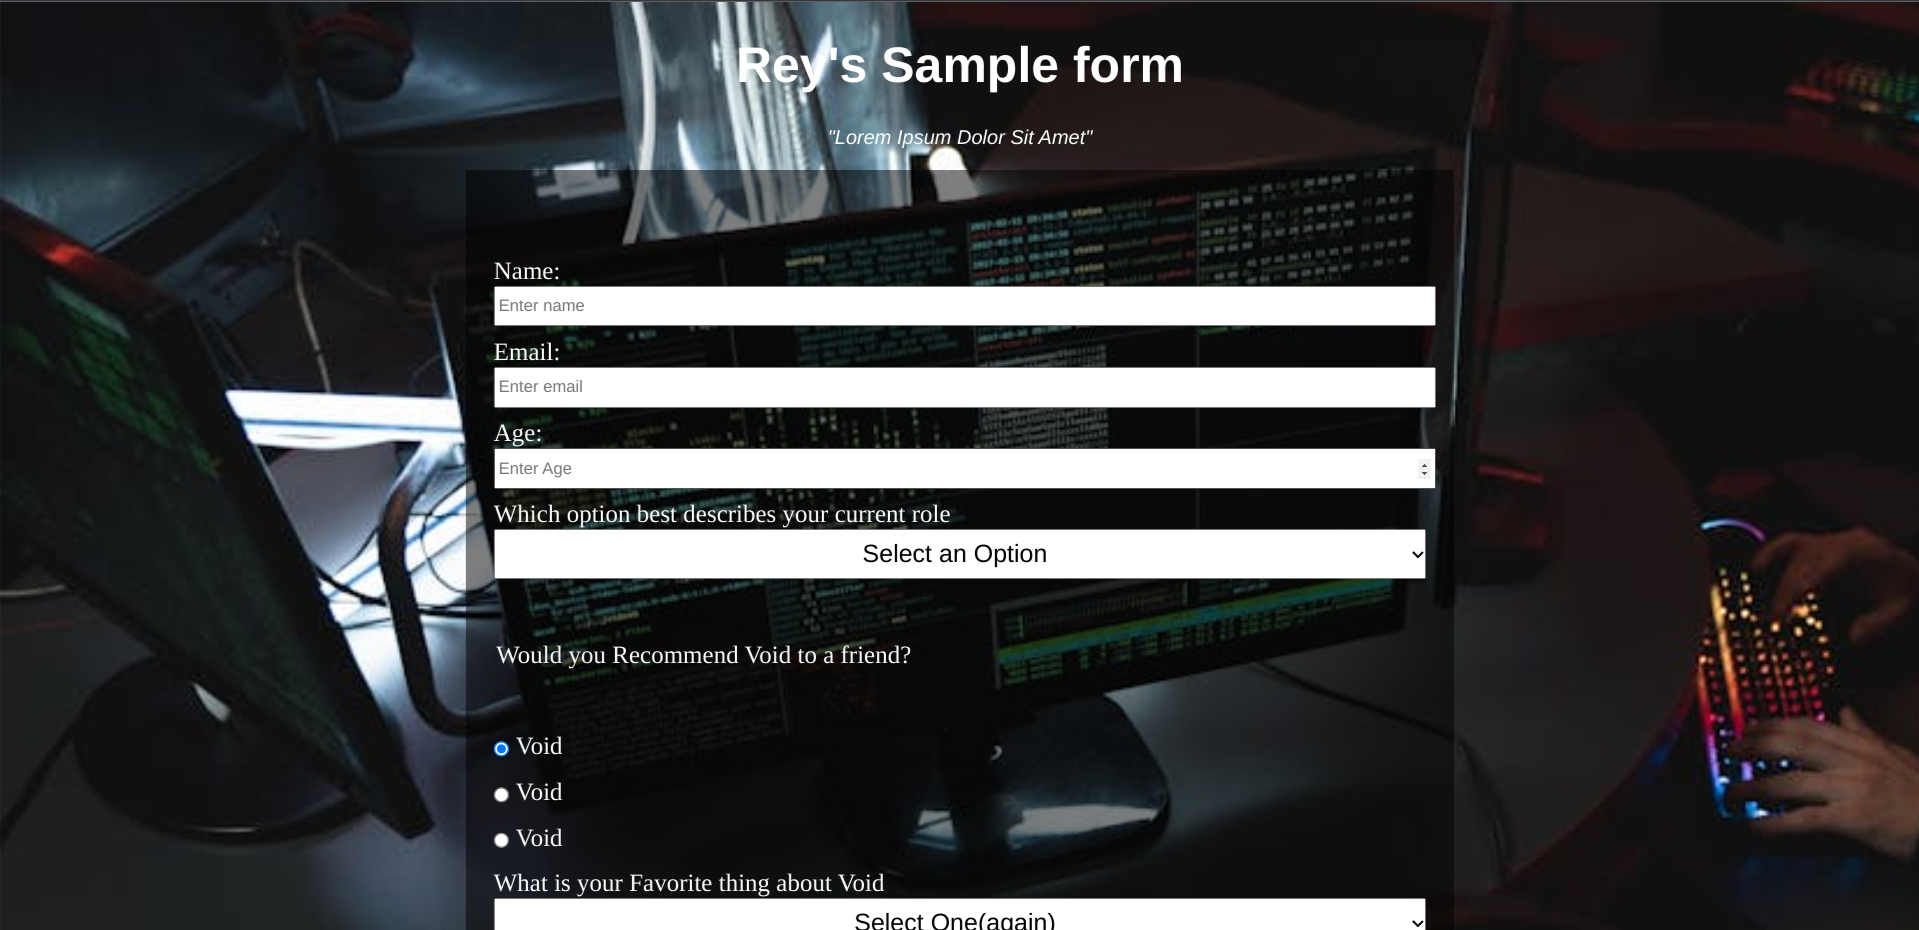 Rey's Sample form
"Lorem Ipsum Dolor Sit Amet"
Name:
Enter name
Email:
Enter email
Age:
Enter Age
Which option best describes your current role
Select an Option
Would you Recommend Void to a friend?
Void
Void
Void
What is your Favorite thing about Void
Select One(again)